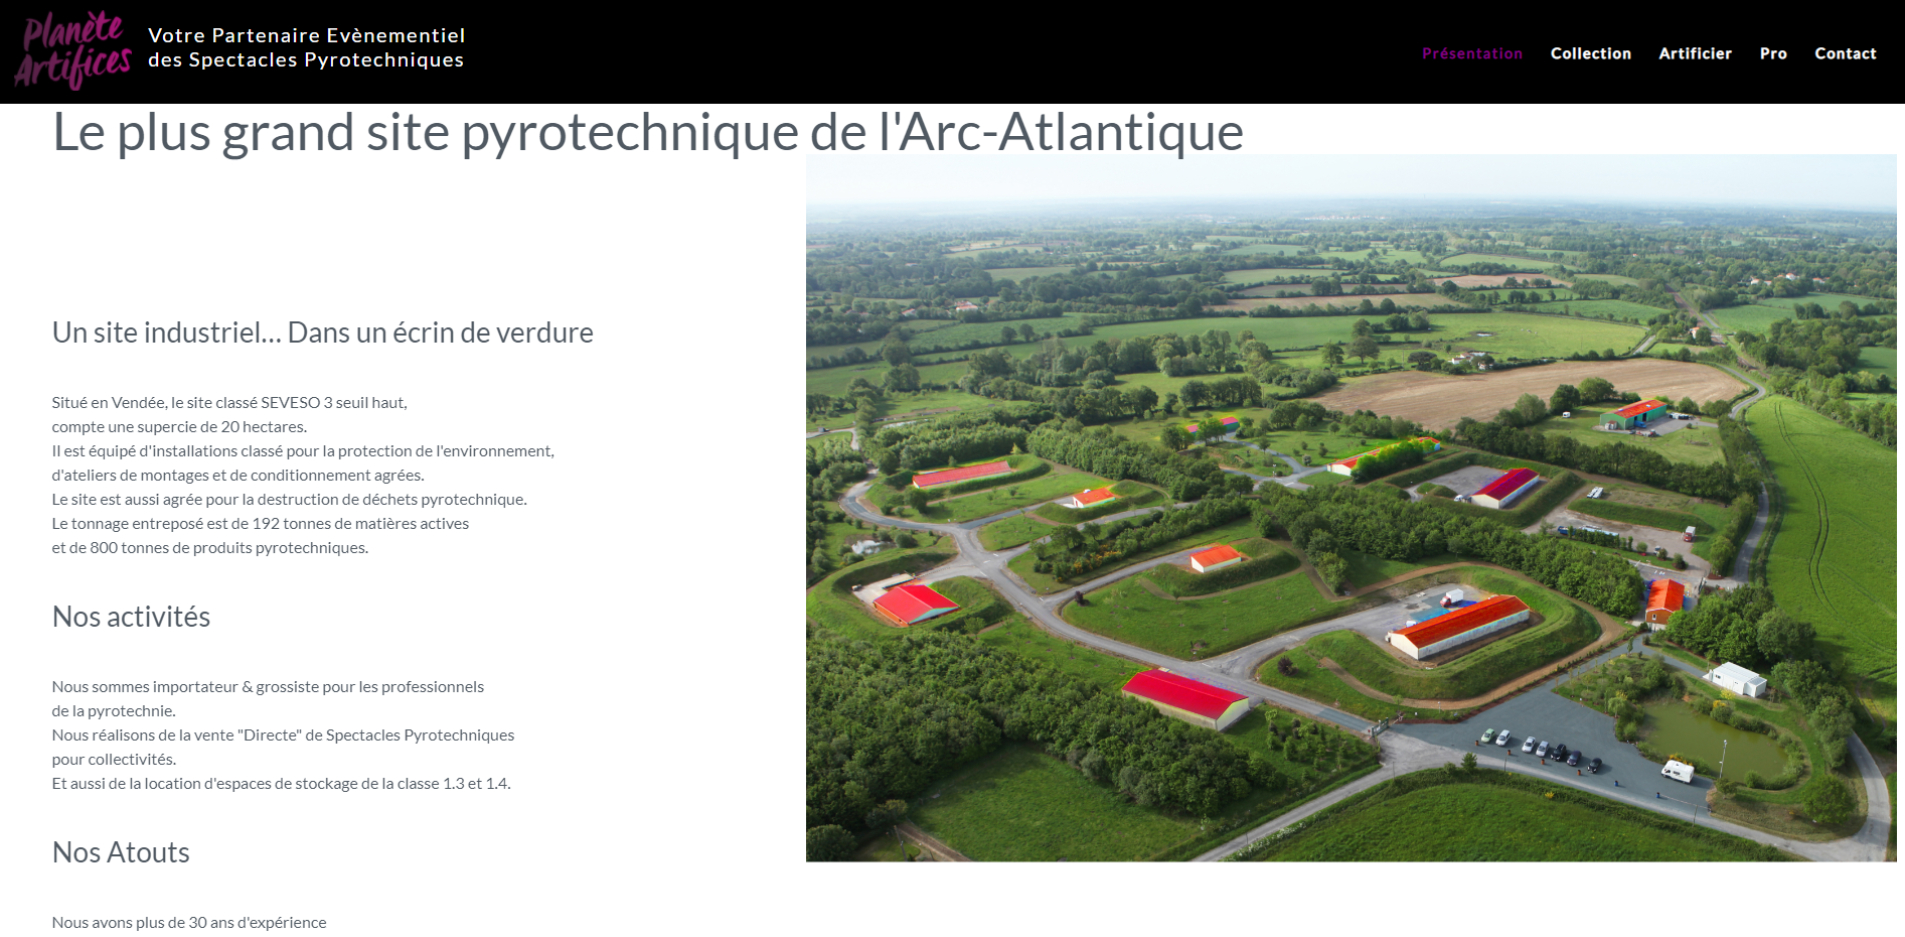 Planète
Artifices
Votre Partenaire Evènementiel
des Spectacles Pyrotechniques
Présentation
Collection
Artificier
Pro
Contact
Le plus grand site pyrotechnique de l'Arc-Atlantique
Un site industriel... Dans un écrin de verdure
Situé en Vendée, le site classé SEVESO 3 seuil haut,
compte une supercie de 20 hectares.
Il est équipé d'installations classé pour la protection de l'environnement,
d'ateliers de montages et de conditionnement agrées.
Le site est aussi agrée pour la destruction de déchets pyrotechnique.
Le tonnage entreposé est de 192 tonnes de matières actives
et de 800 tonnes de produits pyrotechniques.
Nos activités
Nous sommes importateur & grossiste pour les professionnels
de la pyrotechnie.
Nous réalisons de la vente "Directe" de Spectacles Pyrotechniques
pour collectivités.
Et aussi de la location d'espaces de stockage de la classe 1.3 et 1.4.
Nos Atouts
Nous avons plus de 30 ans d'expérience